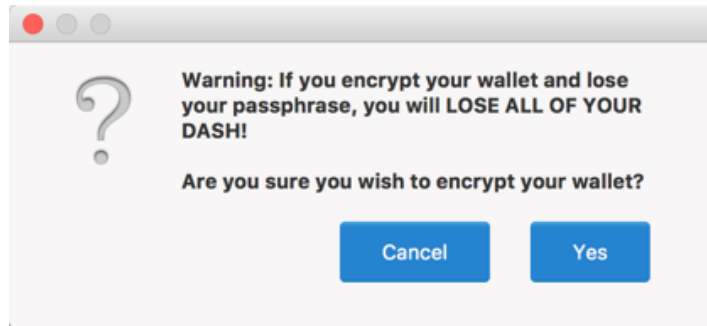 Warning: If you encrypt your wallet and lose
your passphrase, you will LOSE ALL OF YOUR
DASH!
Are you sure you wish to encrypt your wallet?
Cancel Yes